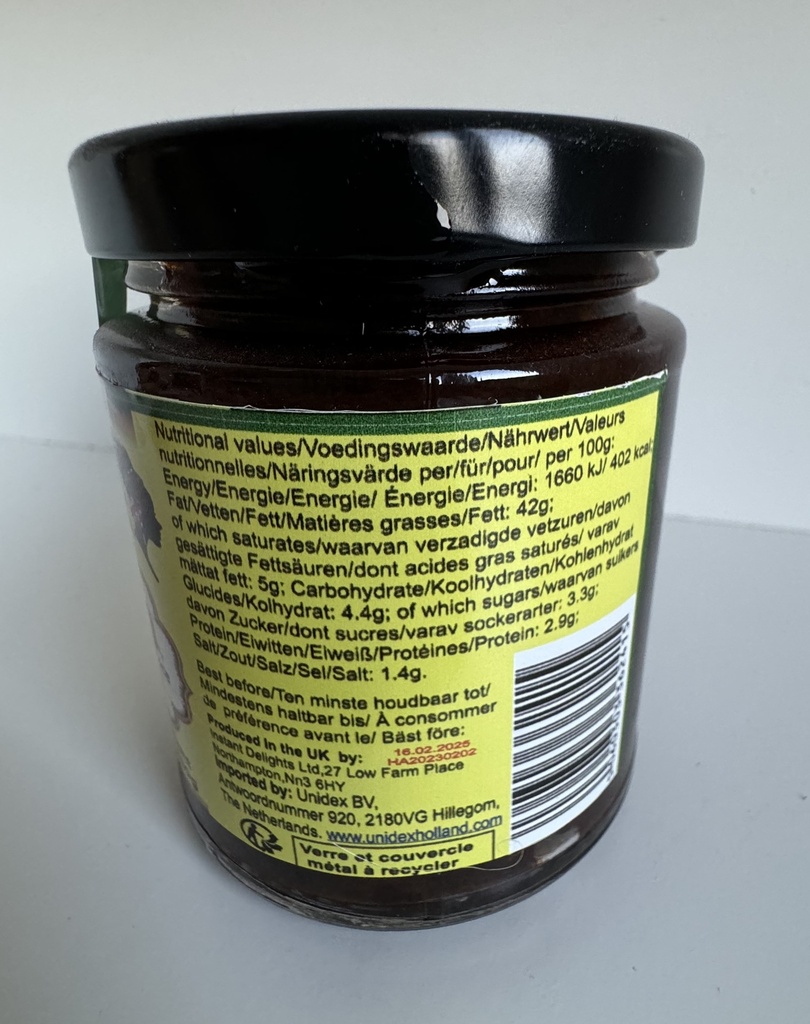 Nutritional values/Voedingswaarde/Nährwert/Valeurs
nutritionnelles/Näringsvärde per/für/pour/ per 100g:
Energy/Energie/Energie/ Énergie/Energi: 1660 kJ/ 402 kcal;
Fat/Vetten/Fett/Matières grasses/Fett: 42g;
of which saturates/waarvan verzadigde vetzuren/davon
gesättigte Fettsäuren/dont acides gras saturés/ varav
mättat fett: 5g; Carbohydrate/Koolhydraten/Kohlenhydrat
Glucides/Kolhydrat: 4.4g; of which sugars/waarvan suikers
davon Zucker/dont sucres/varav sockerarter: 3.3g;
Protein/Eiwitten/Eiweiß/Protéines/Protein: 2.9g;
Salt/Zout/Salz/Sel/Salt: 1.4g.
Best before/Ten minste houdbaar tot/
Mindestens haltbar bis/ À consommer
de préférence avant le/ Bäst före:
16.02.2025
HA20230202
Produced in the UK by:
Instant Delights Ltd,27 Low Farm Place
Northampton,Nn3 6HY
Imported by: Unidex BV,
Antwoordnummer 920, 2180VG Hillegom,
The Netherlands. www.unidexholland.com
Verre et couvercle
métal à recycler